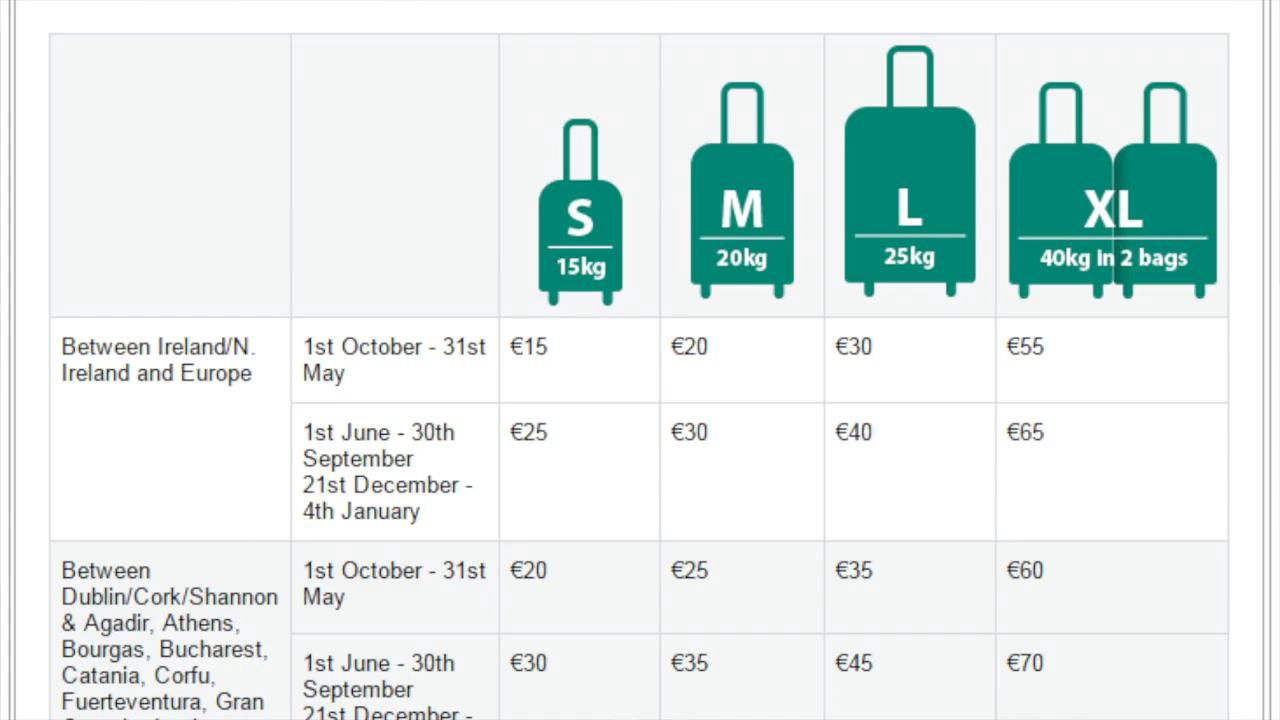 S
15kg
M
20kg
L
25kg
XL
40kg in 2 bags
Between Ireland/N.
Ireland and Europe
1st October - 31st
May
€15
€20
€30
€55
1st June - 30th
September
21st December -
4th January
€25
€30
€40
€65
Between
Dublin/Cork/Shannon
& Agadir, Athens,
Bourgas, Bucharest,
Catania, Corfu,
Fuerteventura, Gran
1st October - 31st
May
€20
€25
€35
€60
1st June - 30th
September
21st December -
€30
€35
€45
€70